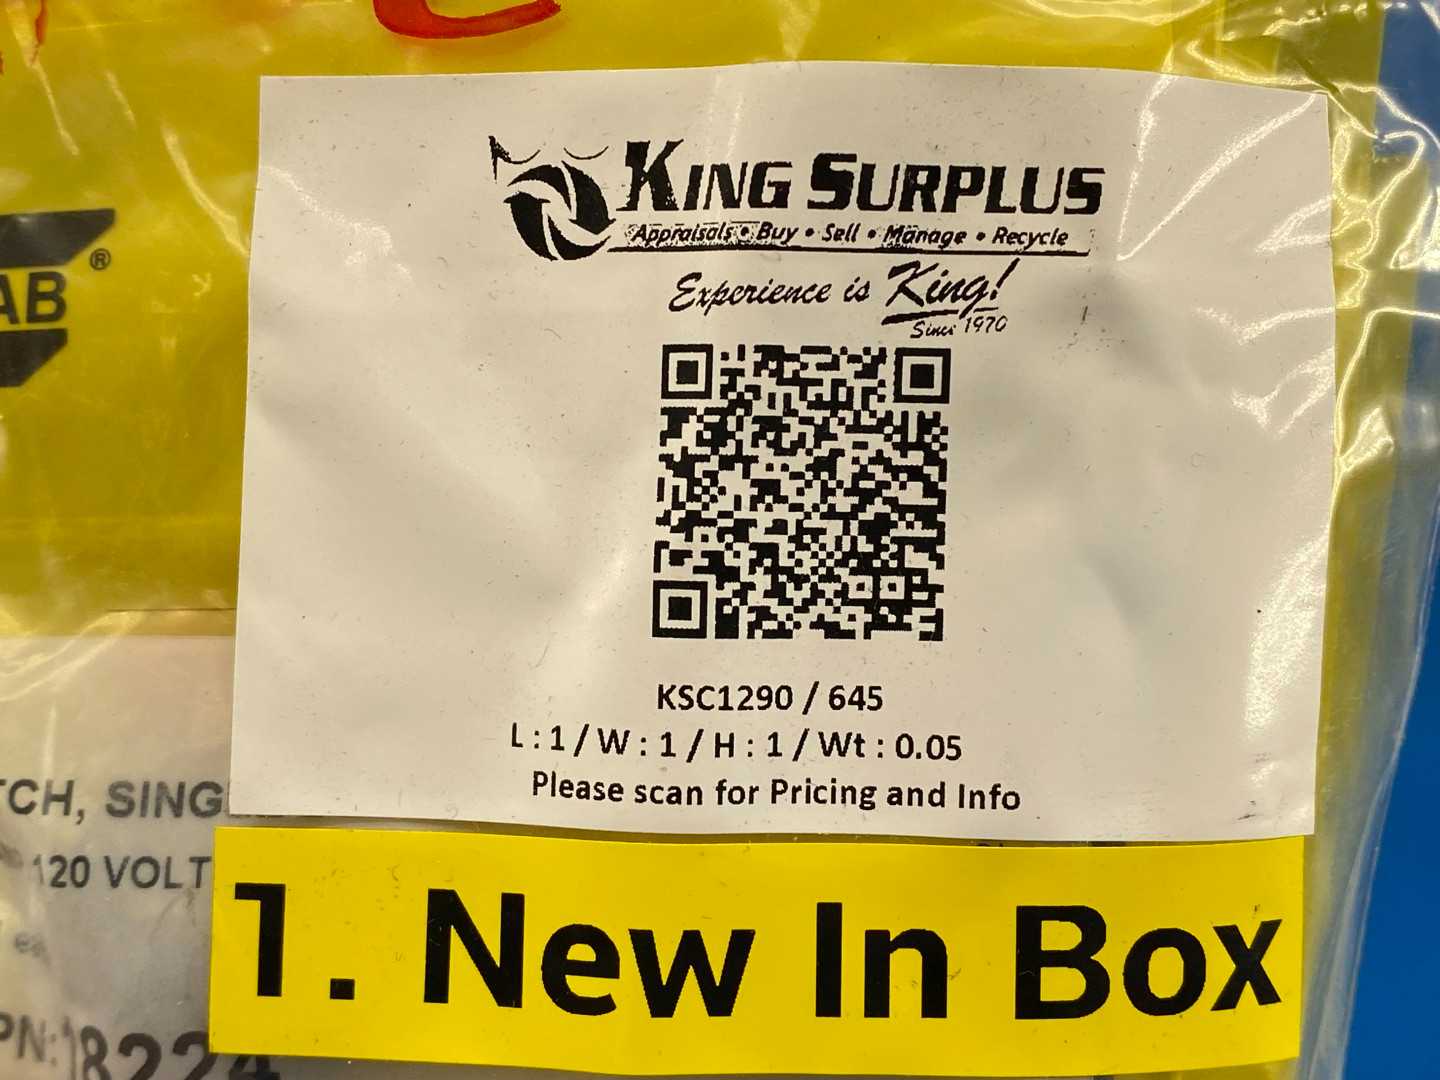 AB ®
KING SURPLUS
Appraisals • Buy • Sell • Manage • Recycle
Experience is King!
Since 1970
KSC1290 / 645
L : 1 / W : 1 / H : 1 / Wt : 0.05
Please scan for Pricing and Info
TCH, SING
120 VOLT
1. New In Box
PN: 18224